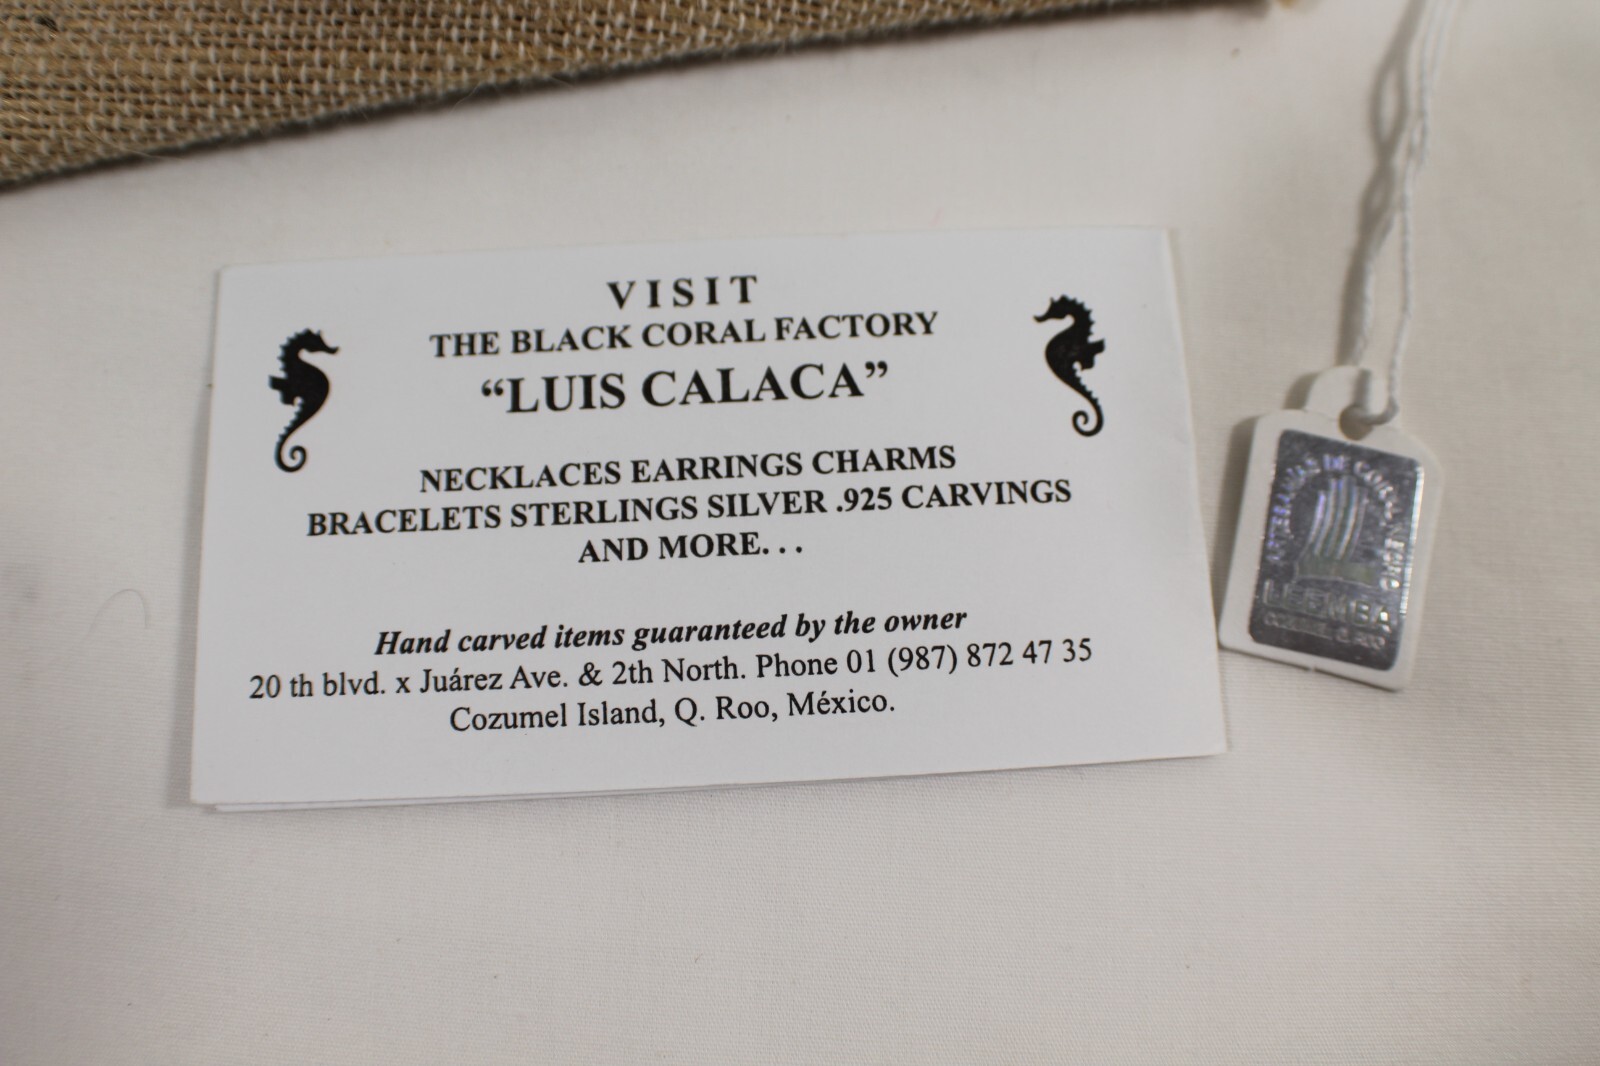 VISIT
THE BLACK CORAL FACTORY
“LUIS CALACA”
NECKLACES EARRINGS CHARMS
BRACELETS STERLINGS SILVER .925 CARVINGS
AND MORE. . .
Hand carved items guaranteed by the owner
20 th blvd. x Juárez Ave. & 2th North. Phone 01 (987) 872 47 35
Cozumel Island, Q. Roo, México.